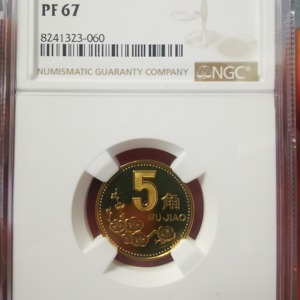 PF 67
8241323-060
NUMISMATIC GUARANTY COMPANY
NGC
5 角
WU JIAO